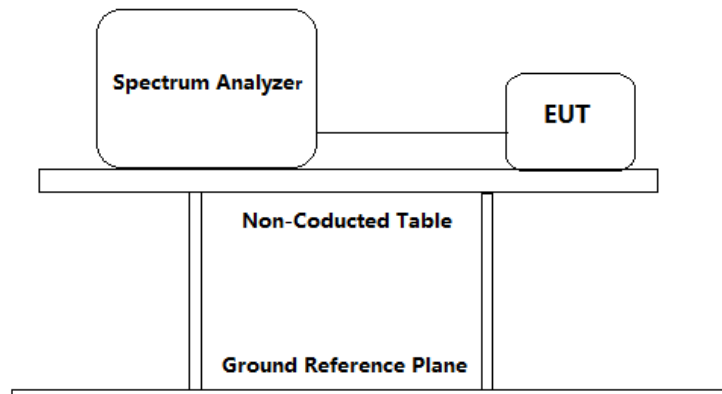 Spectrum Analyzer
EUT
Non-Coducted Table
Ground Reference Plane